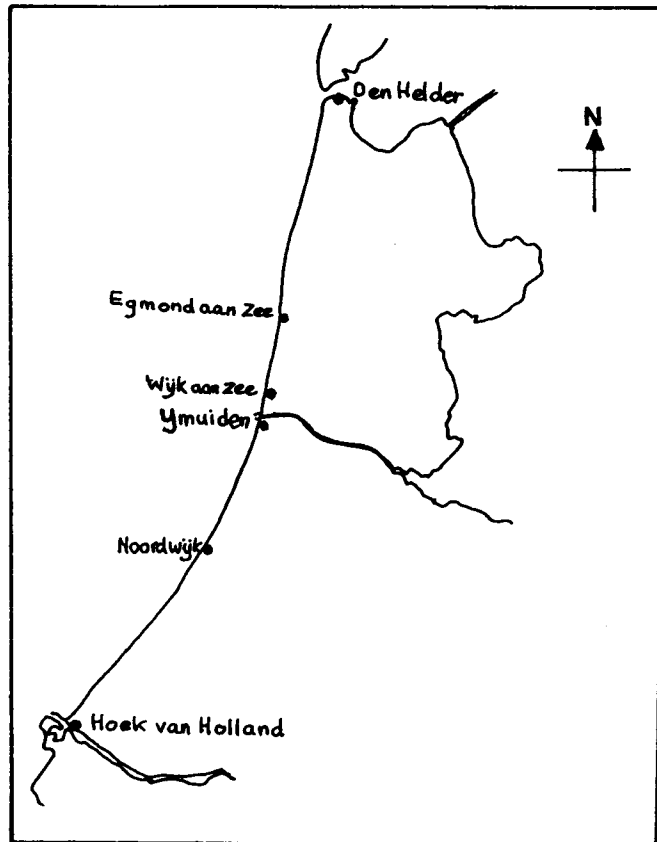 Den Helder
N
Egmond aan Zee
Wijk aan Zee
Ymuiden
Noordwijk
Hoek van Holland